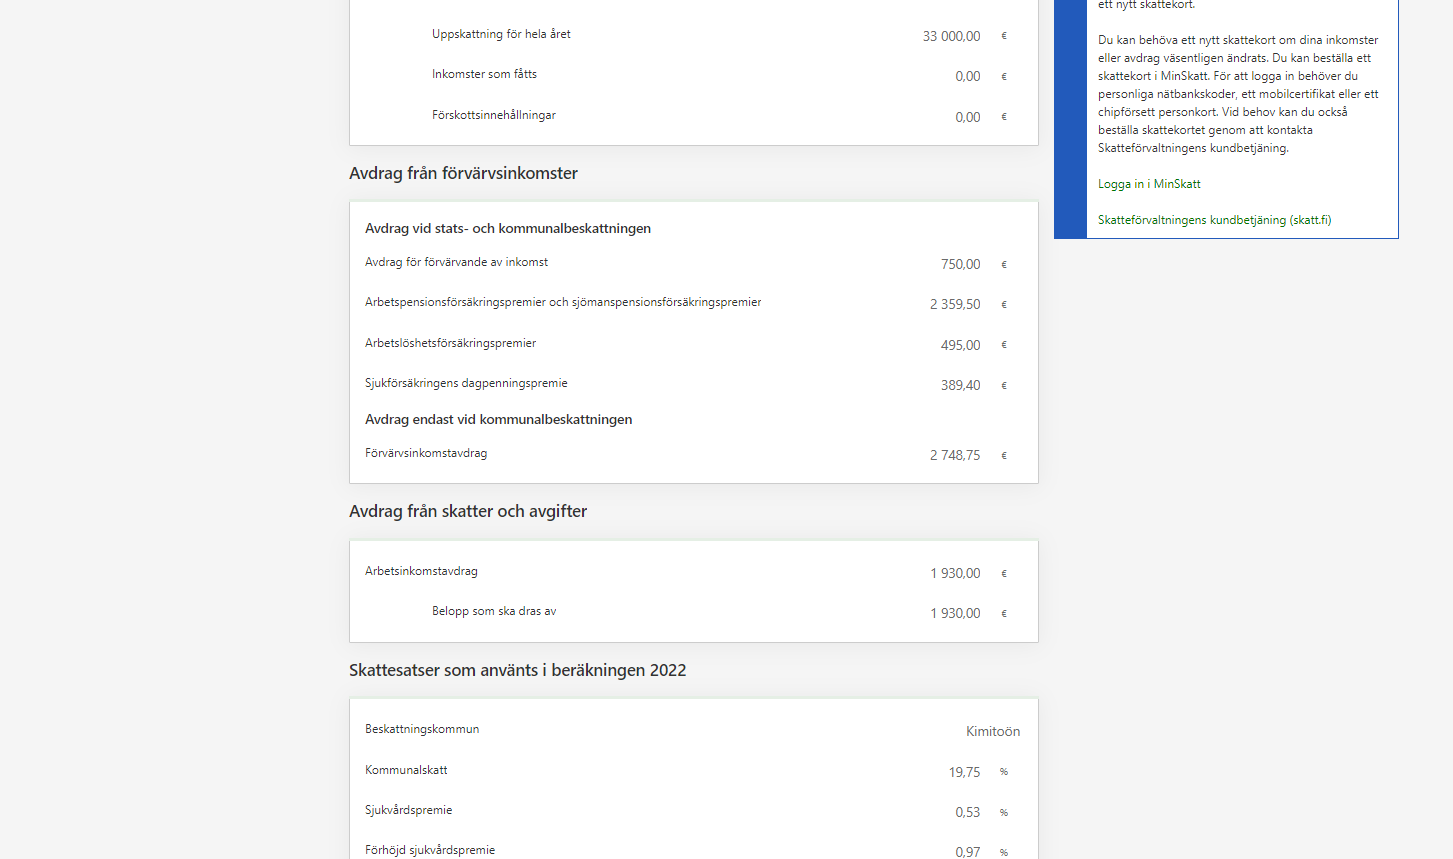 Uppskattning för hela året 33 000,00 €
Inkomster som fåtts 0,00 €
Förskottsinnehållningar 0,00 €
Avdrag från förvärvsinkomster
Avdrag vid stats- och kommunalbeskattningen
Avdrag för förvärvande av inkomst 750,00 €
Arbetspensionsförsäkringspremier och sjömanspensionsförsäkringspremier 2 359,50 €
Arbetslöshetsförsäkringspremier 495,00 €
Sjukförsäkringens dagpenningspremie 389,40 €
Avdrag endast vid kommunalbeskattningen
Förvärvsinkomstavdrag 2 748,75 €
Avdrag från skatter och avgifter
Arbetsinkomstavdrag 1 930,00 €
Belopp som ska dras av 1 930,00 €
Skattesatser som använts i beräkningen 2022
Beskattningskommun Kimitoön
Kommunalskatt 19,75 %
Sjukvårdspremie 0,53 %
Förhöjd sjukvårdspremie 0,97 %
ett nytt skattekort.
Du kan behöva ett nytt skattekort om dina inkomster
eller avdrag väsentligen ändrats. Du kan beställa ett
skattekort i MinSkatt. För att logga in behöver du
personliga nätbankskoder, ett mobilcertifikat eller ett
chipförsett personkort. Vid behov kan du också
beställa skattekortet genom att kontakta
Skatteförvaltningens kundbetjäning.
Logga in i MinSkatt
Skatteförvaltningens kundbetjäning (skatt.fi)